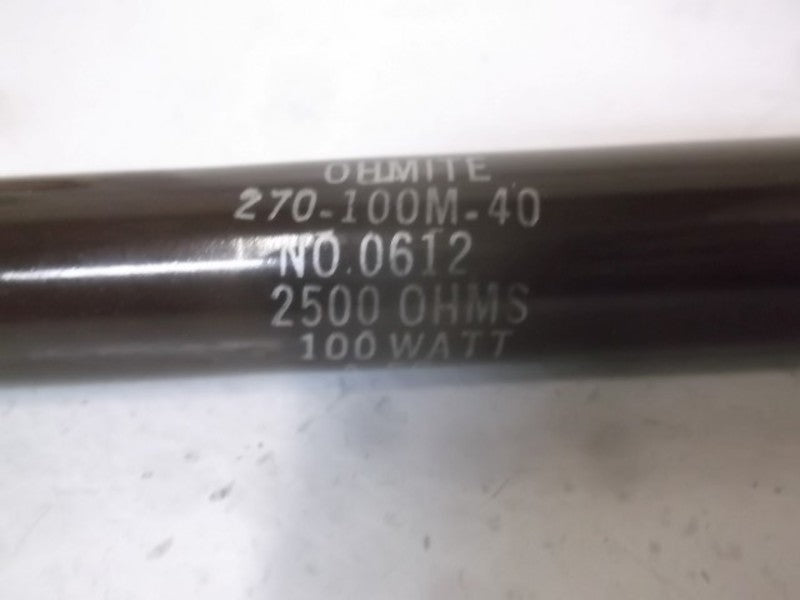 OHMITE
270-100M-40
NO.0612
2500 OHMS
100 WATT